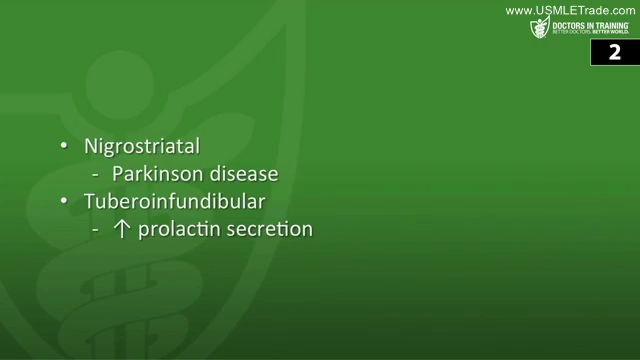 www.USMLETrade.com
DOCTORS IN TRAINING
BETTER DOCTORS. BETTER WORLD.
2
• Nigrostriatal
- Parkinson disease
• Tuberoinfundibular
- ↑ prolactin secretion